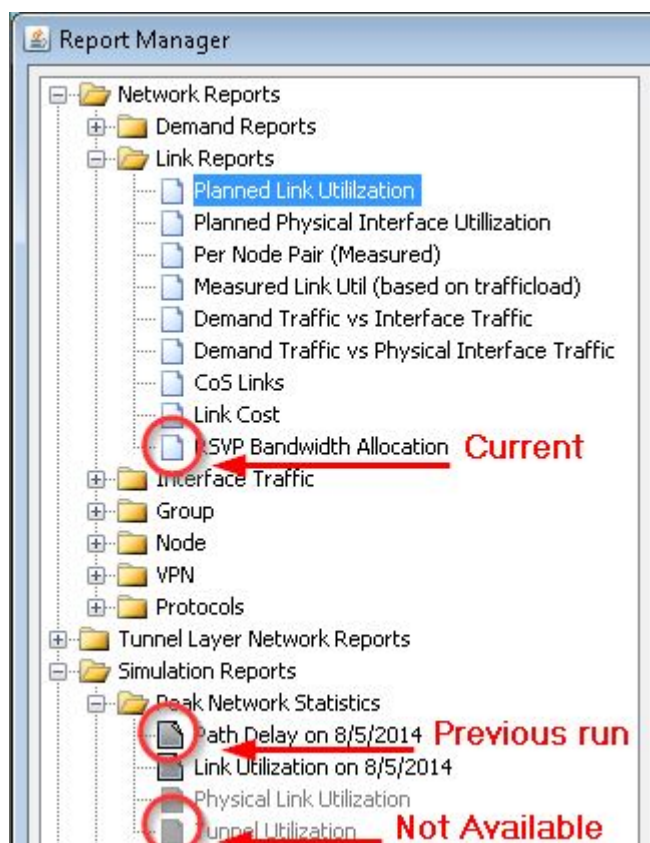 Report Manager
Network Reports
Demand Reports
Link Reports
Planned Link Utililzation
Planned Physical Interface Utillization
Per Node Pair (Measured)
Measured Link Util (based on trafficload)
Demand Traffic vs Interface Traffic
Demand Traffic vs Physical Interface Traffic
CoS Links
Link Cost
RSVP Bandwidth Allocation Current
Interface Traffic
Group
Node
VPN
Protocols
Tunnel Layer Network Reports
Simulation Reports
Peak Network Statistics
Path Delay on 8/5/2014 Previous run
Link Utilization on 8/5/2014
Physical Link Utilization
Tunnel Utilization Not Available